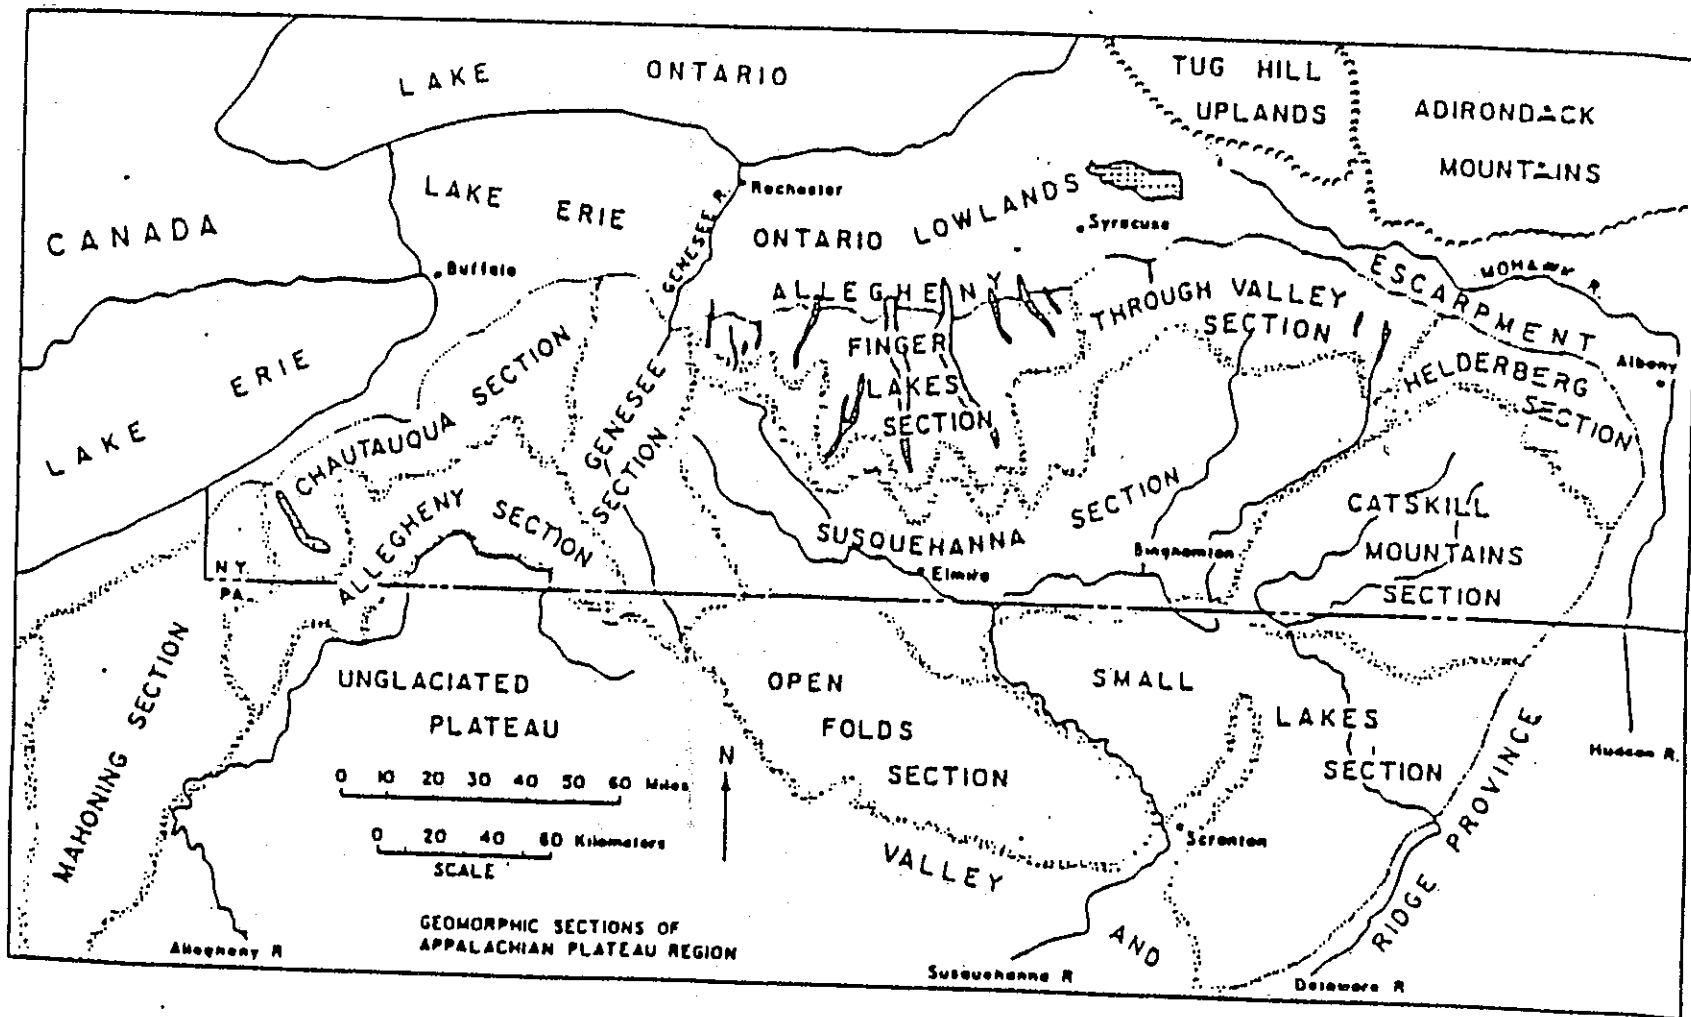 LAKE ONTARIO
TUG HILL
UPLANDS
ADIRONDACK
MOUNTAINS
CANADA
LAKE ERIE
ONTARIO LOWLANDS
GENESEE R.
Rochester
Syracuse
Buffalo
ALLEGHENY
ESCARPMENT
MOHAWK R.
LAKE ERIE
CHAUTAUQUA SECTION
GENESEE
SECTION
FINGER
LAKES
SECTION
THROUGH VALLEY
SECTION
HELDERBERG
SECTION
Albany
ALLEGHENY SECTION
SUSQUEHANNA SECTION
Elmira
Binghamton
CATSKILL
MOUNTAINS
SECTION
N.Y.
PA.
MAHONING SECTION
UNGLACIATED
PLATEAU
OPEN
FOLDS
SECTION
SMALL
LAKES
SECTION
Hudson R.
N
0 10 20 30 40 50 60 Miles
0 20 40 60 Kilometers
SCALE
Scranton
VALLEY
AND
RIDGE PROVINCE
GEOMORPHIC SECTIONS OF
APPALACHIAN PLATEAU REGION
Allegheny R
Susquehanna R
Delaware R